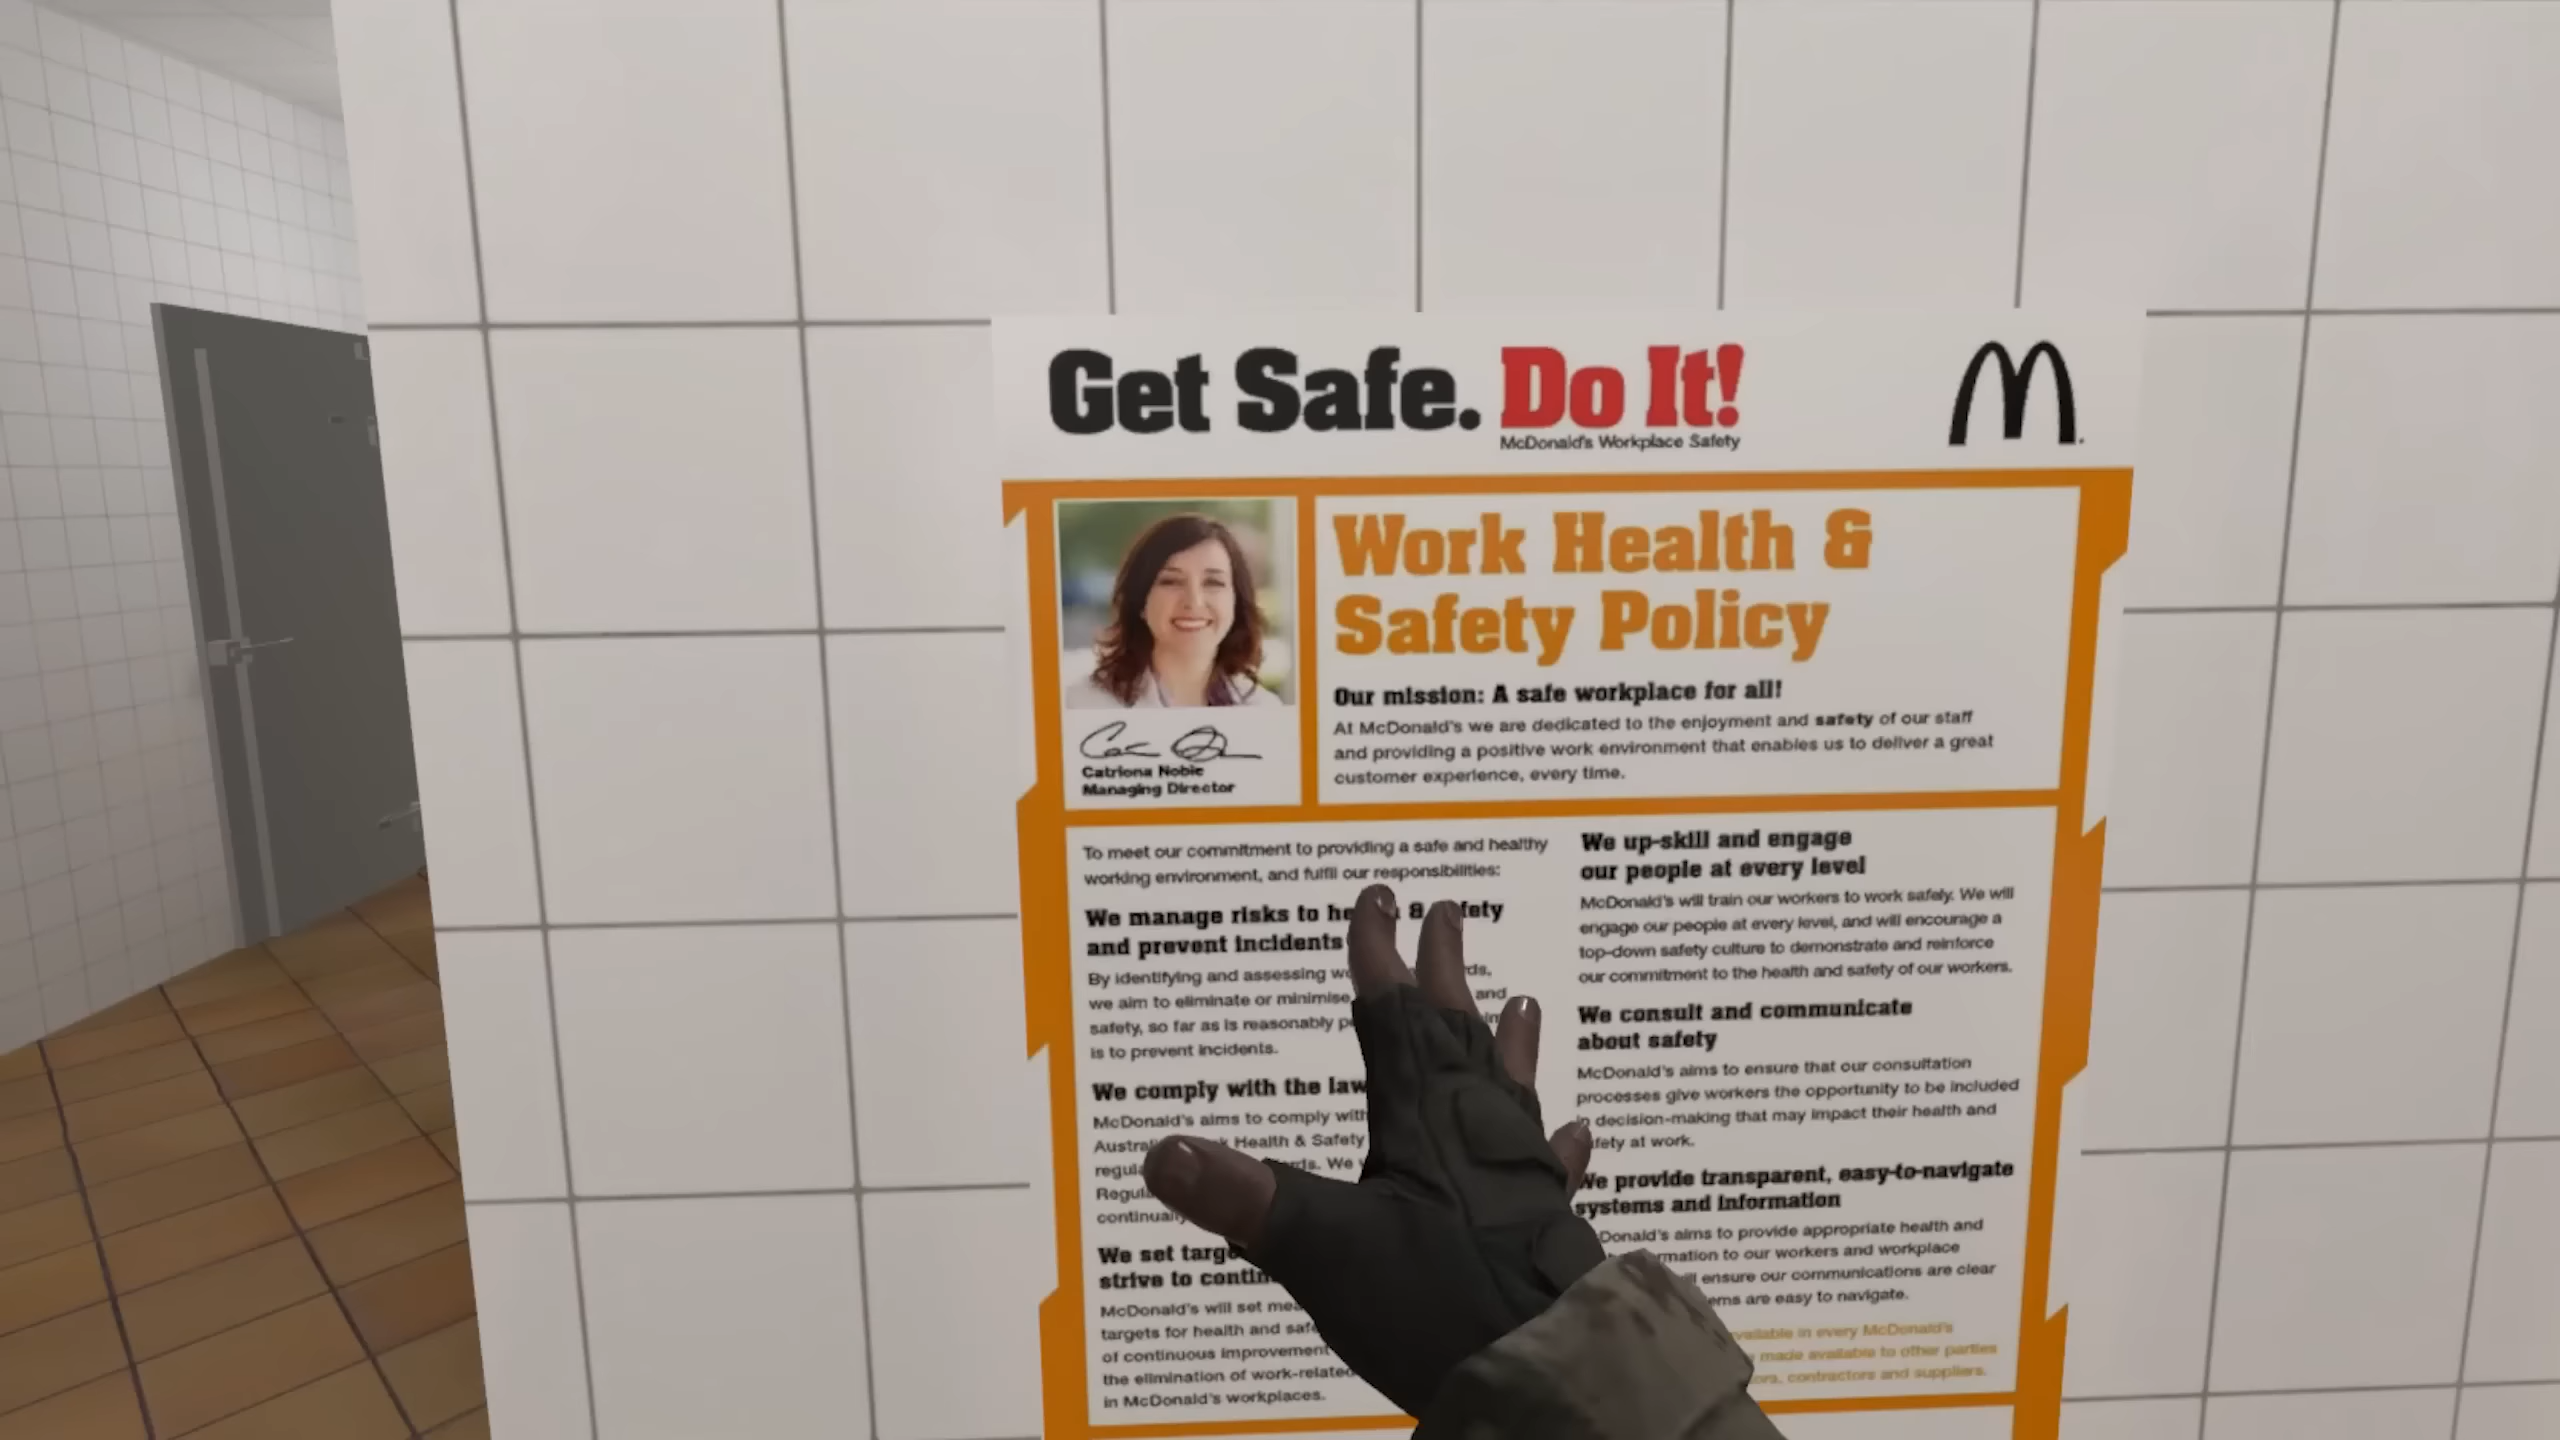 Get Safe. Do It!
McDonald's Workplace Safety
Work Health &
Safety Policy
Our mission: A safe workplace for all!
At McDonald's we are dedicated to the enjoyment and safety of our staff
and providing a positive work environment that enables us to deliver a great
customer experience, every time.
Catriona Noble
Managing Director
To meet our commitment to providing a safe and healthy
working environment, and fulfil our responsibilities:
We manage risks to &
and prevent incidents
By identifying and assessing
we aim to eliminate or minimise and
safety, so far as is reasonably
is to prevent incidents.
We comply with the law
McDonald's aims to comply with
Health & Safety
We
continually
We set
strive to
McDonald's will set
targets for health and
of continuous improvement
the elimination of work-related
in McDonald's workplaces.
We up-skill and engage
our people at every level
McDonald's will train our workers to work safely. We will
engage our people at every level, and will encourage a
top-down safety culture to demonstrate and reinforce
our commitment to the health and safety of our workers.
We consult and communicate
about safety
McDonald's aims to ensure that our consultation
processes give workers the opportunity to be included
in decision-making that may impact their health and
safety at work.
We provide transparent, easy-to-navigate
systems and information
aims to provide appropriate health and
to our workers and workplace
ensure our communications are clear
are easy to navigate.
available in every McDonald's
made available to other parties
contractors and suppliers.